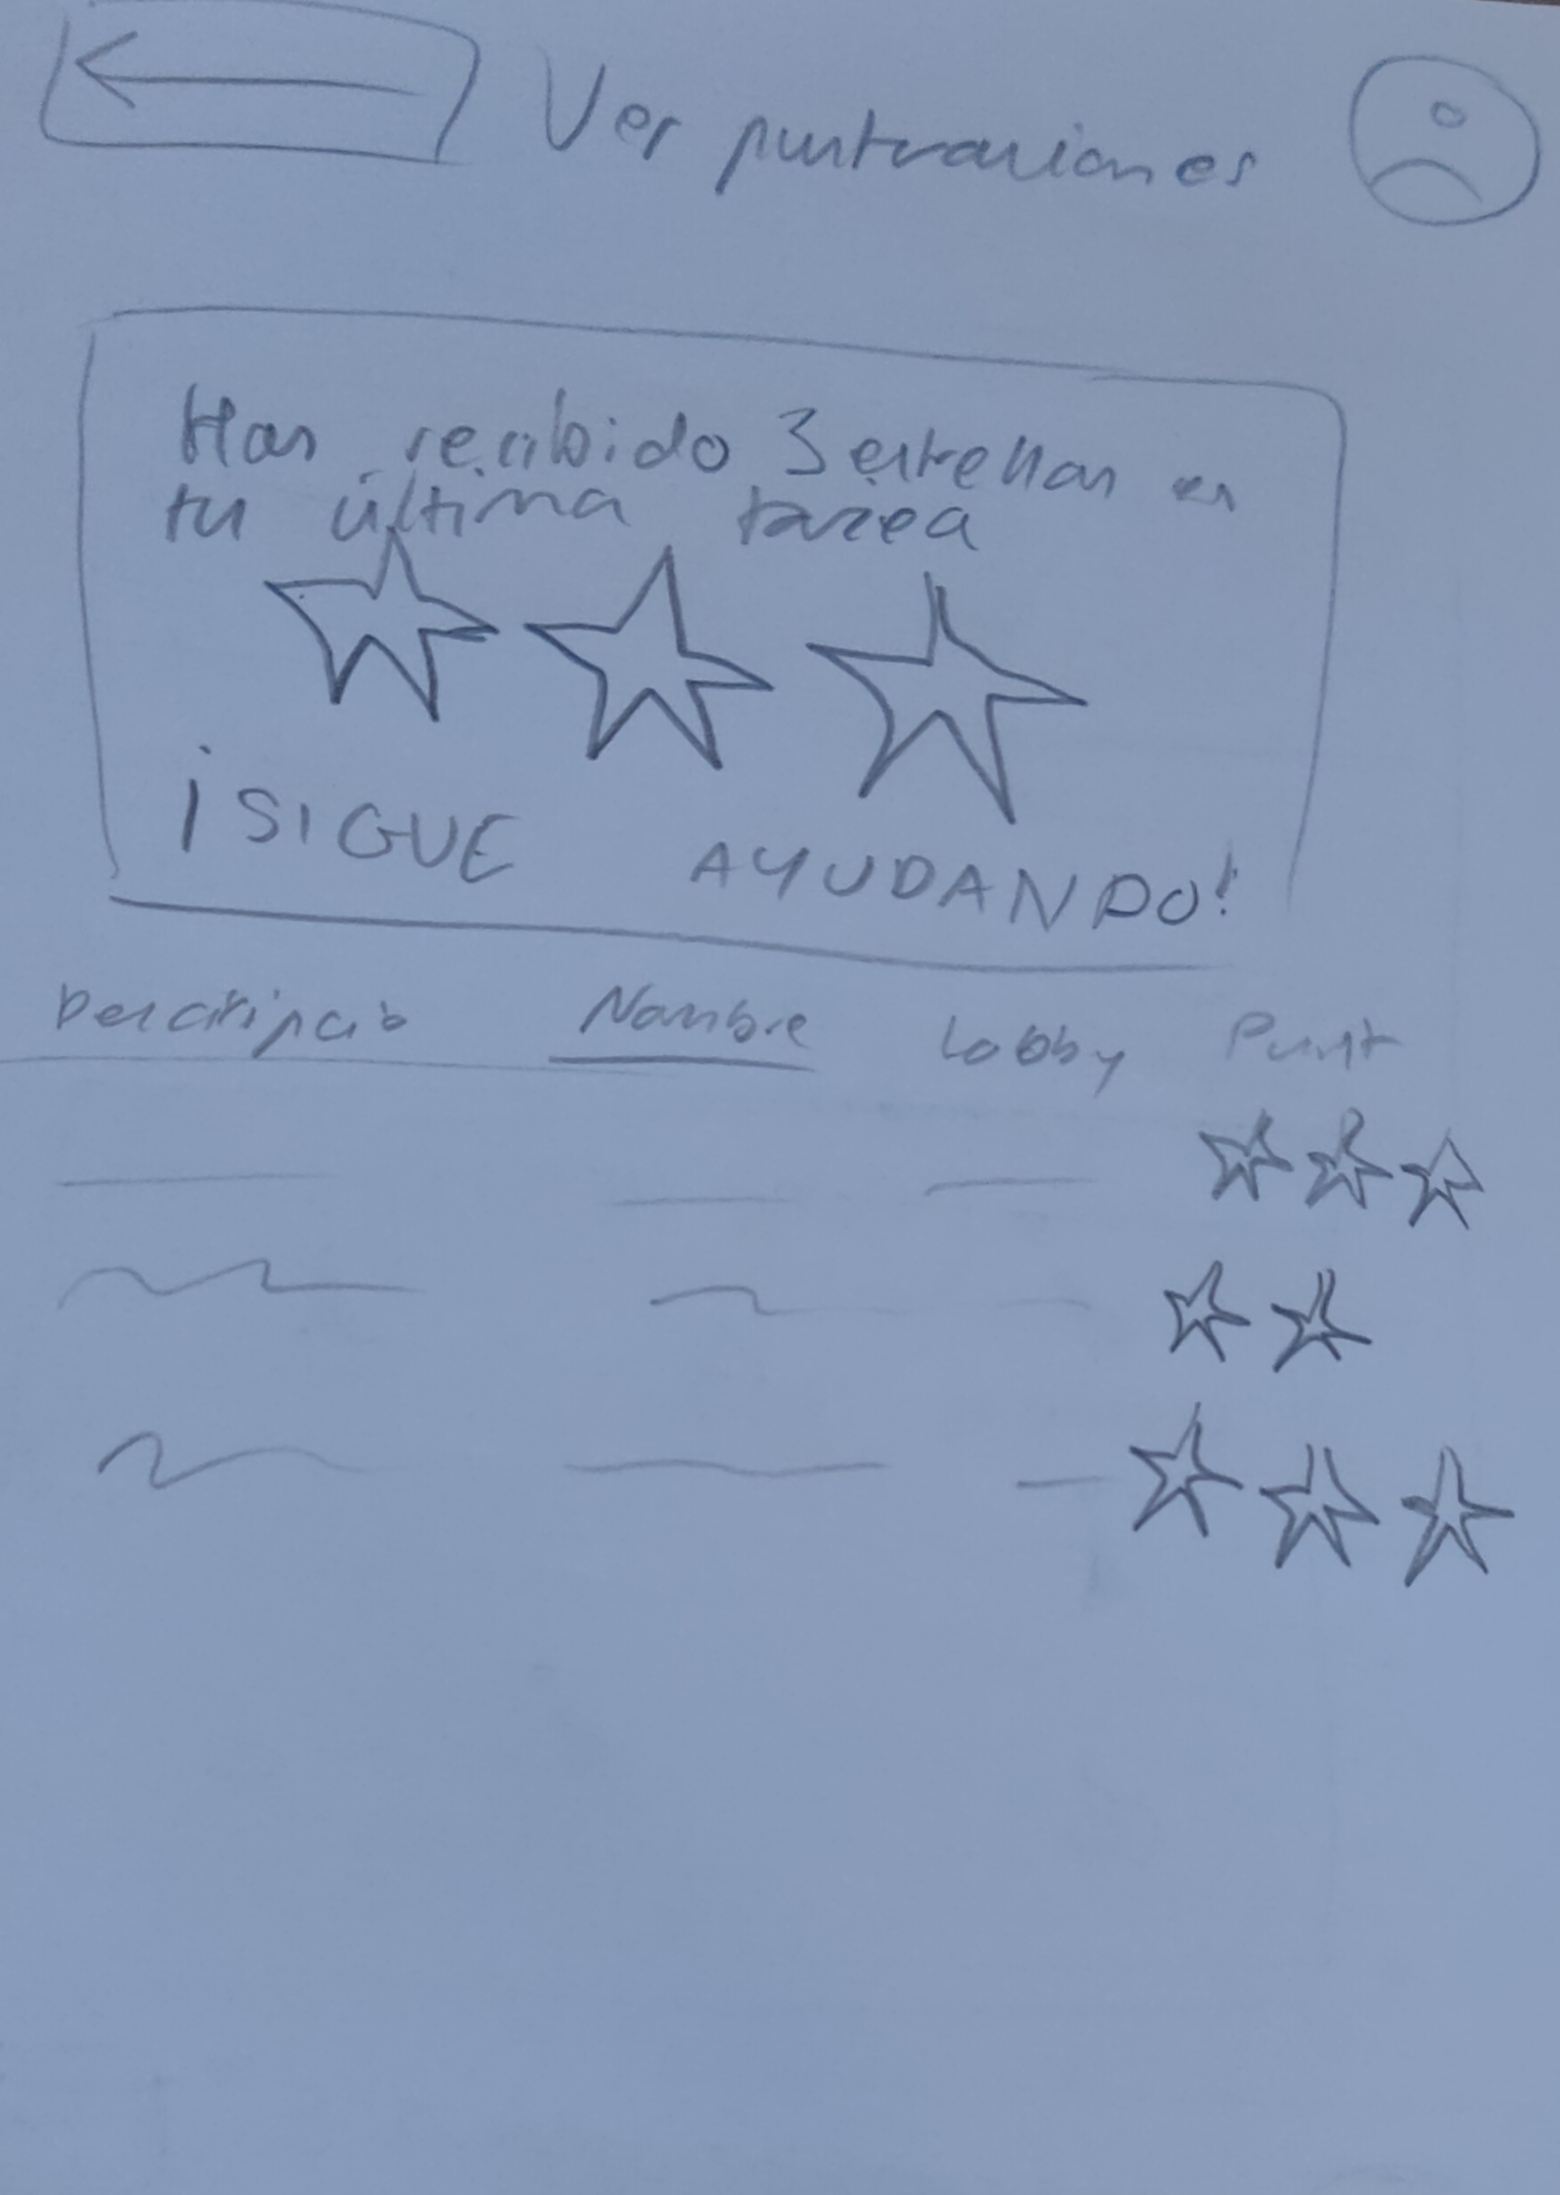 Ver puntuaciones
Has recibido 3 estrellas en
tu última tarea
¡SIGUE AYUDANDO!
Descripció Nombre Lobby Punt